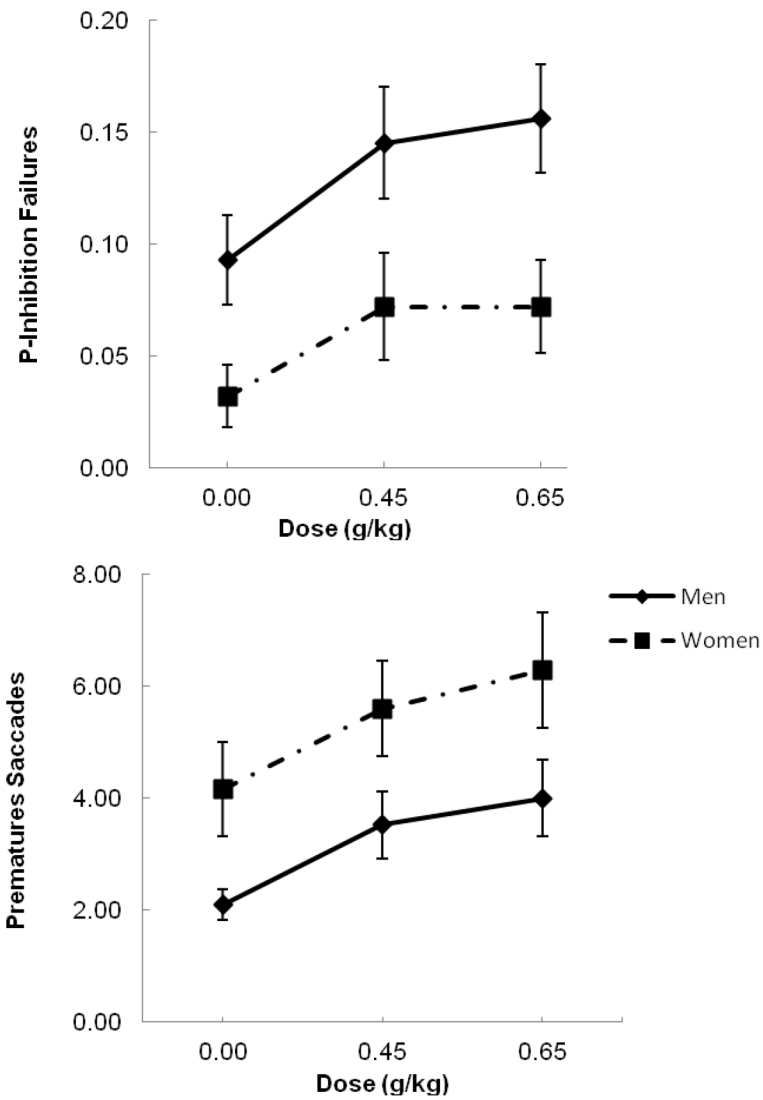 0.20
0.15
0.10
0.05
0.00
P-Inhibition Failures
0.00 0.45 0.65
Dose (g/kg)
8.00
6.00
4.00
2.00
0.00
Prematures Saccades
0.00 0.45 0.65
Dose (g/kg)
Men
Women